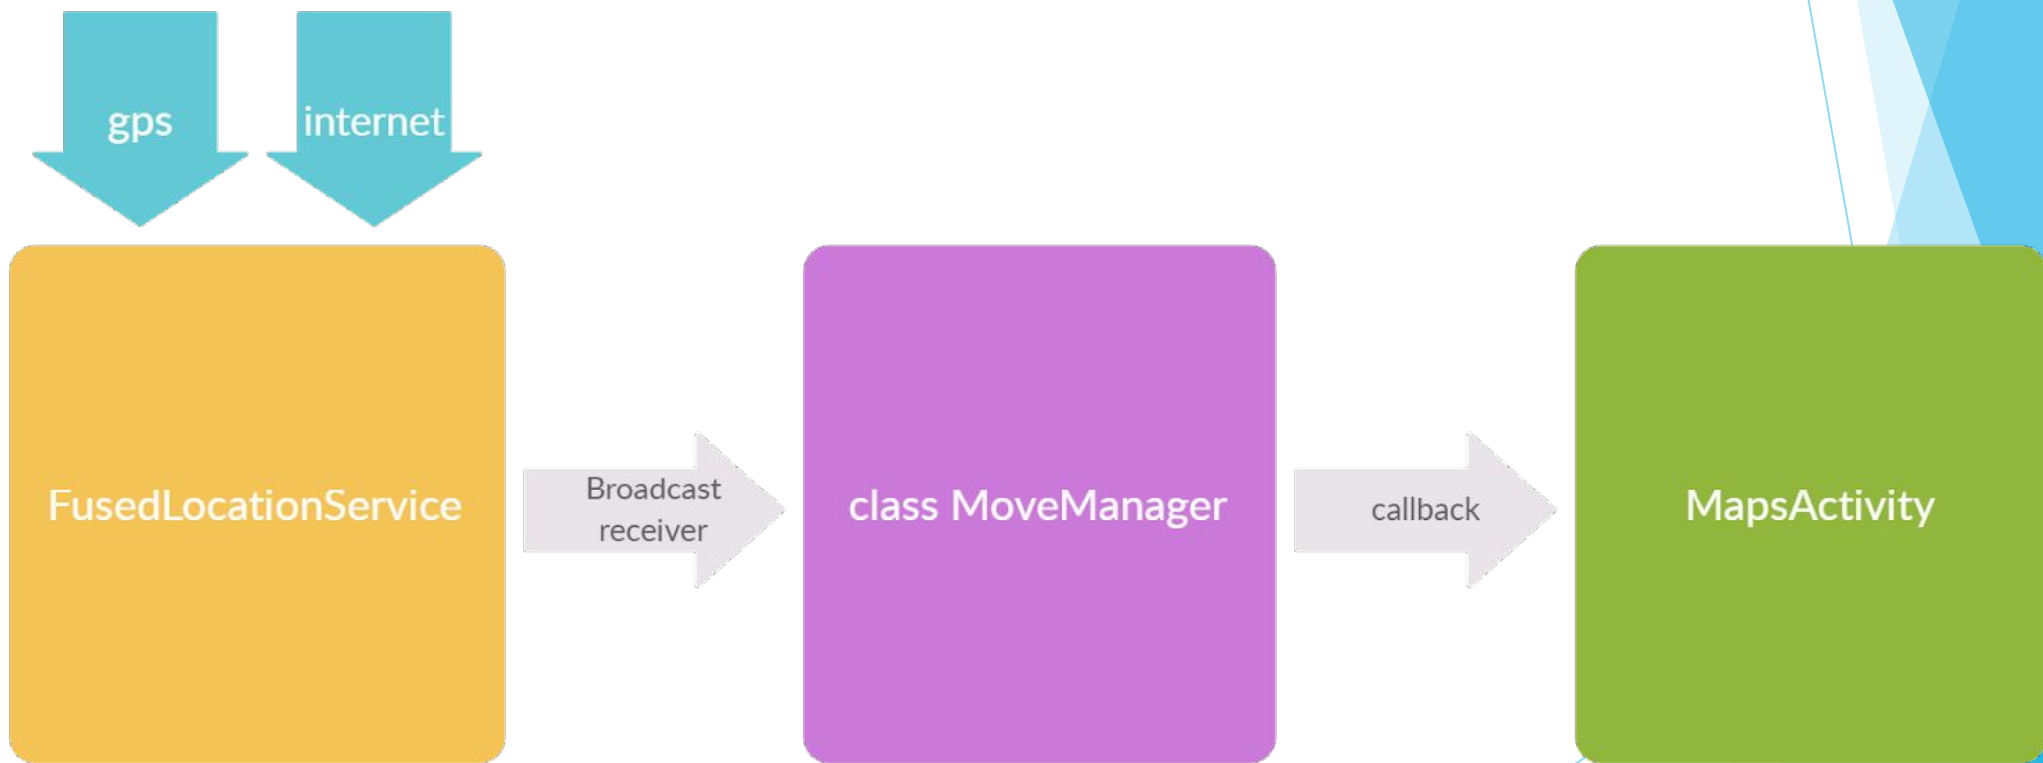 gps
internet
FusedLocationService
Broadcast
receiver
class MoveManager
callback
MapsActivity